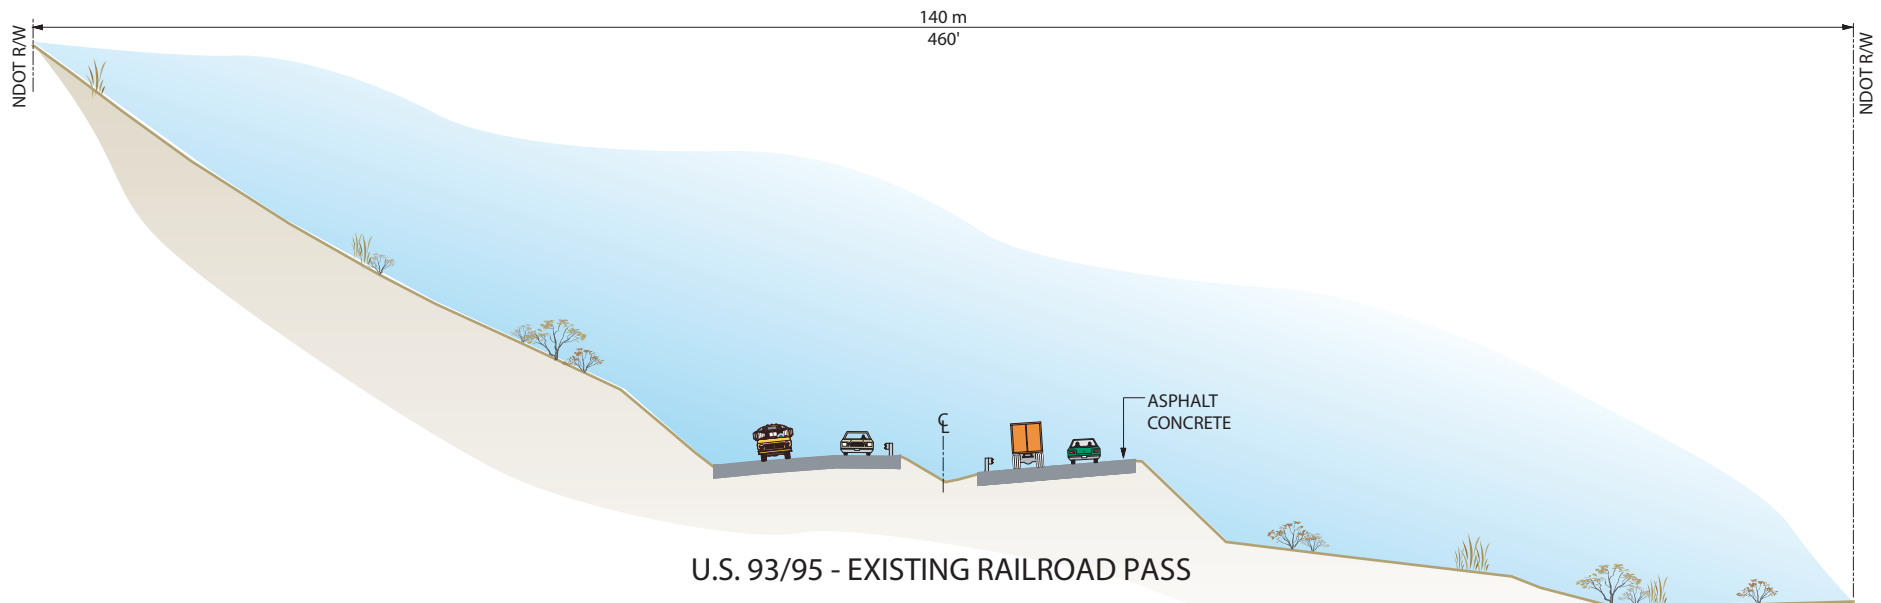 140 m
460'
NDOT R/W
NDOT R/W
℄
ASPHALT
CONCRETE
U.S. 93/95 - EXISTING RAILROAD PASS